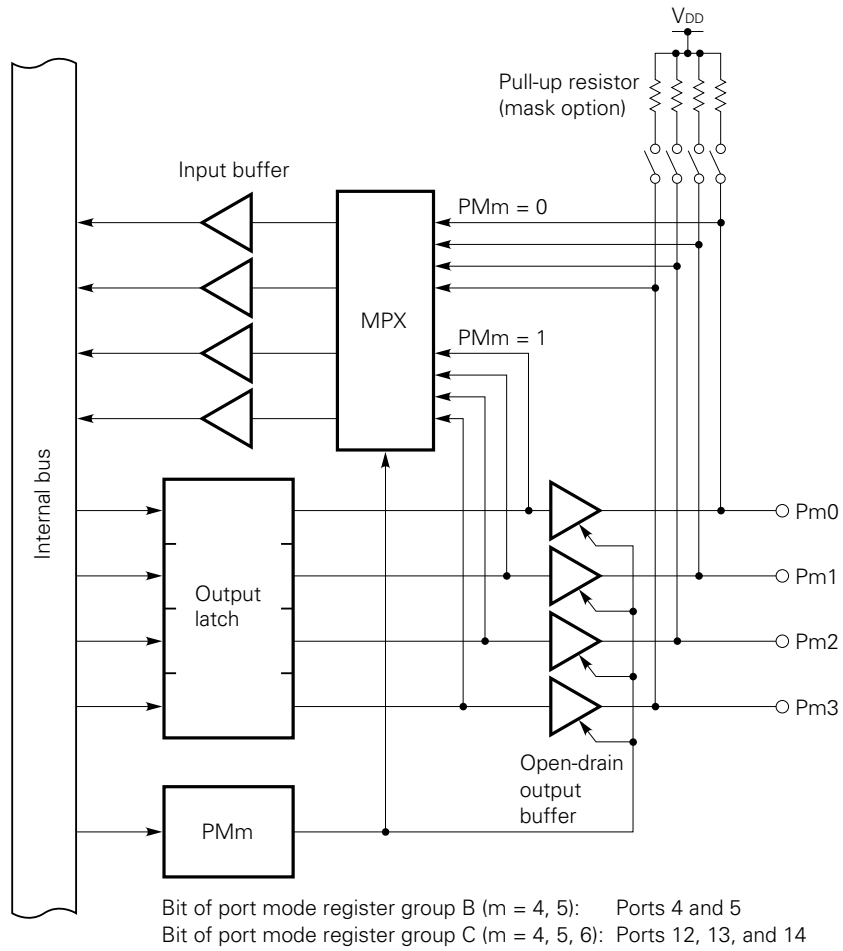 VDD
Pull-up resistor
(mask option)
Input buffer
PMm = 0
MPX
PMm = 1
Internal bus
Output
latch
Pm0
Pm1
Pm2
Pm3
Open-drain
output
buffer
PMm
Bit of port mode register group B (m = 4, 5): Ports 4 and 5
Bit of port mode register group C (m = 4, 5, 6): Ports 12, 13, and 14